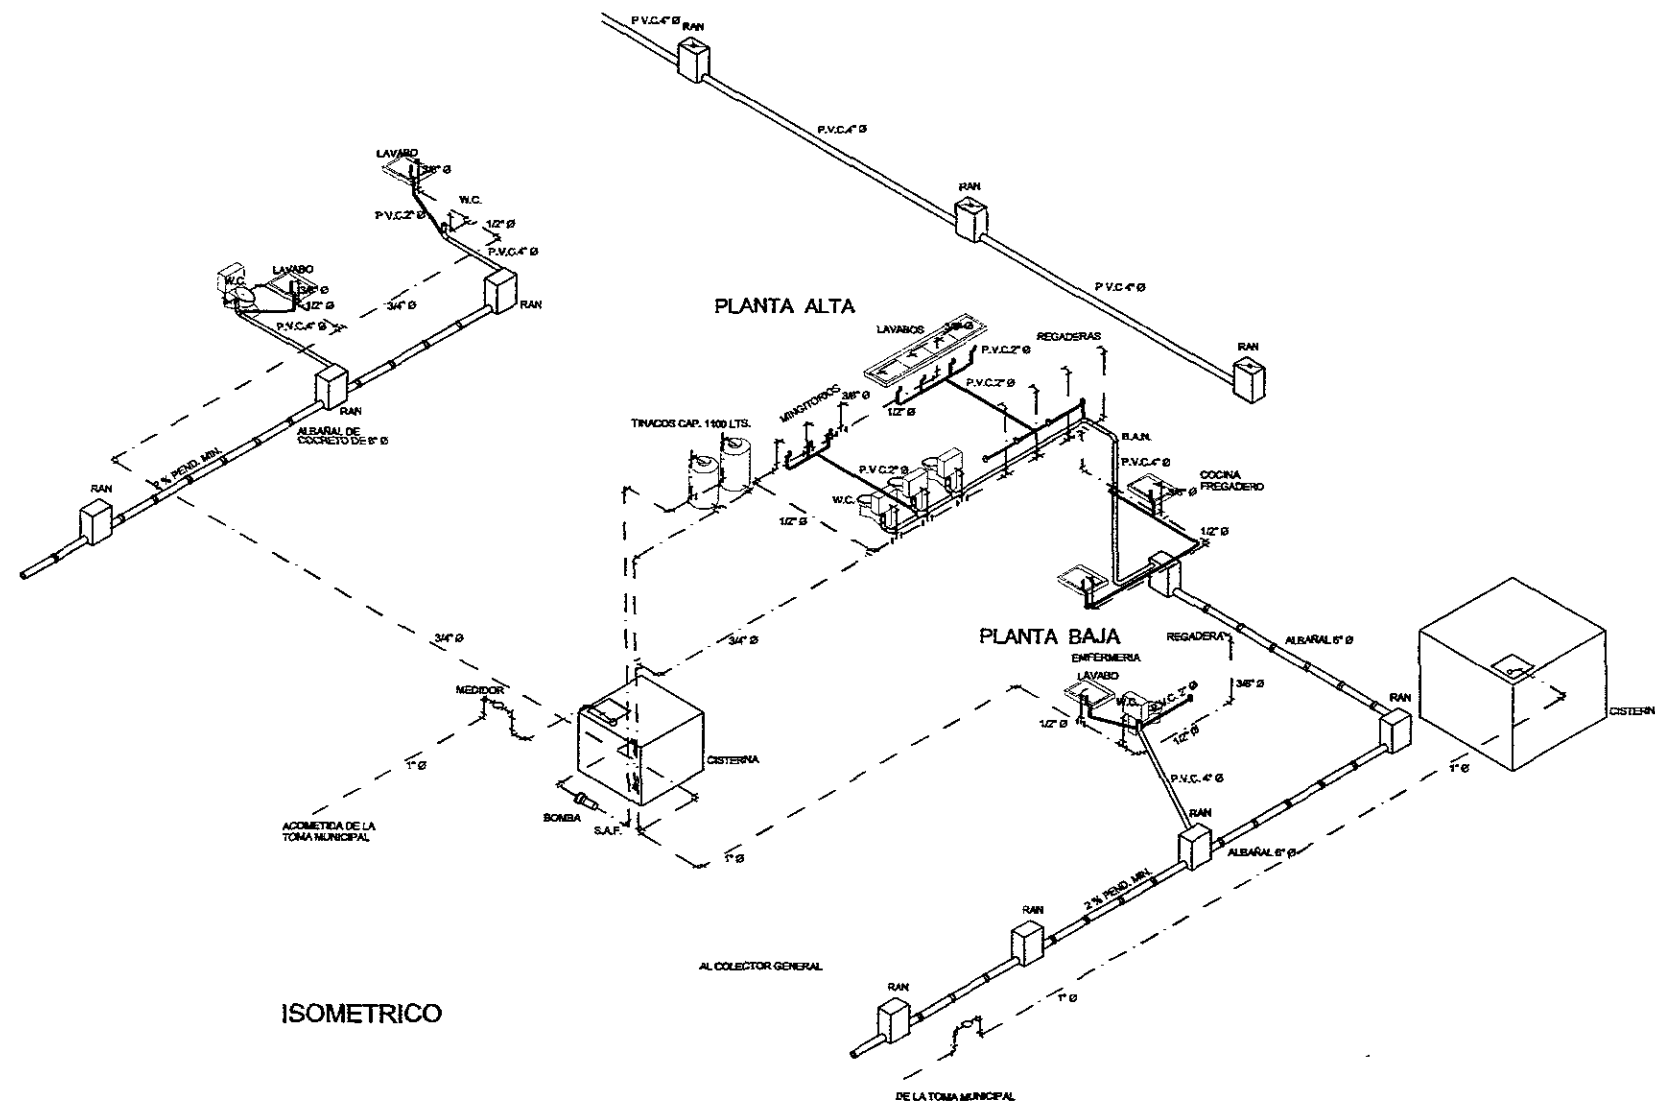 P.V.C.4" Ø
RAN
P.V.C.4" Ø
RAN
P.V.C.4" Ø
RAN
LAVABO
3/8" Ø
W.C.
P.V.C.2" Ø
1/2" Ø
P.V.C.4" Ø
LAVABO
W.C.
3/8" Ø
1/2" Ø
3/4" Ø
RAN
P.V.C.4" Ø
RAN
ALBAÑAL DE
COCRETO DE 6" Ø
2 % PEND. MIN.
RAN
PLANTA ALTA
LAVABOS
3/8" Ø
REGADERAS
P.V.C.2" Ø
P.V.C.2" Ø
MINGITORIOS
3/8" Ø
1/2" Ø
TINACOS CAP. 1100 LTS.
B.A.N.
P.V.C.2" Ø
P.V.C.4" Ø
COCINA
FREGADERO
3/8" Ø
W.C.
1/2" Ø
1/2" Ø
PLANTA BAJA
REGADERA
ALBAÑAL 6" Ø
3/4" Ø
3/4" Ø
ENFERMERIA
LAVABO
MEDIDOR
W.C.
P.V.C. 2" Ø
3/8" Ø
RAN
CISTERN
1/2" Ø
1/2" Ø
CISTERNA
1" Ø
1" Ø
P.V.C. 4" Ø
BOMBA
S.A.F.
RAN
ACOMETIDA DE LA
TOMA MUNICIPAL
1" Ø
ALBAÑAL 6" Ø
2 % PEND. MIN.
RAN
AL COLECTOR GENERAL
RAN
1" Ø
ISOMETRICO
DE LA TOMA MUNICIPAL